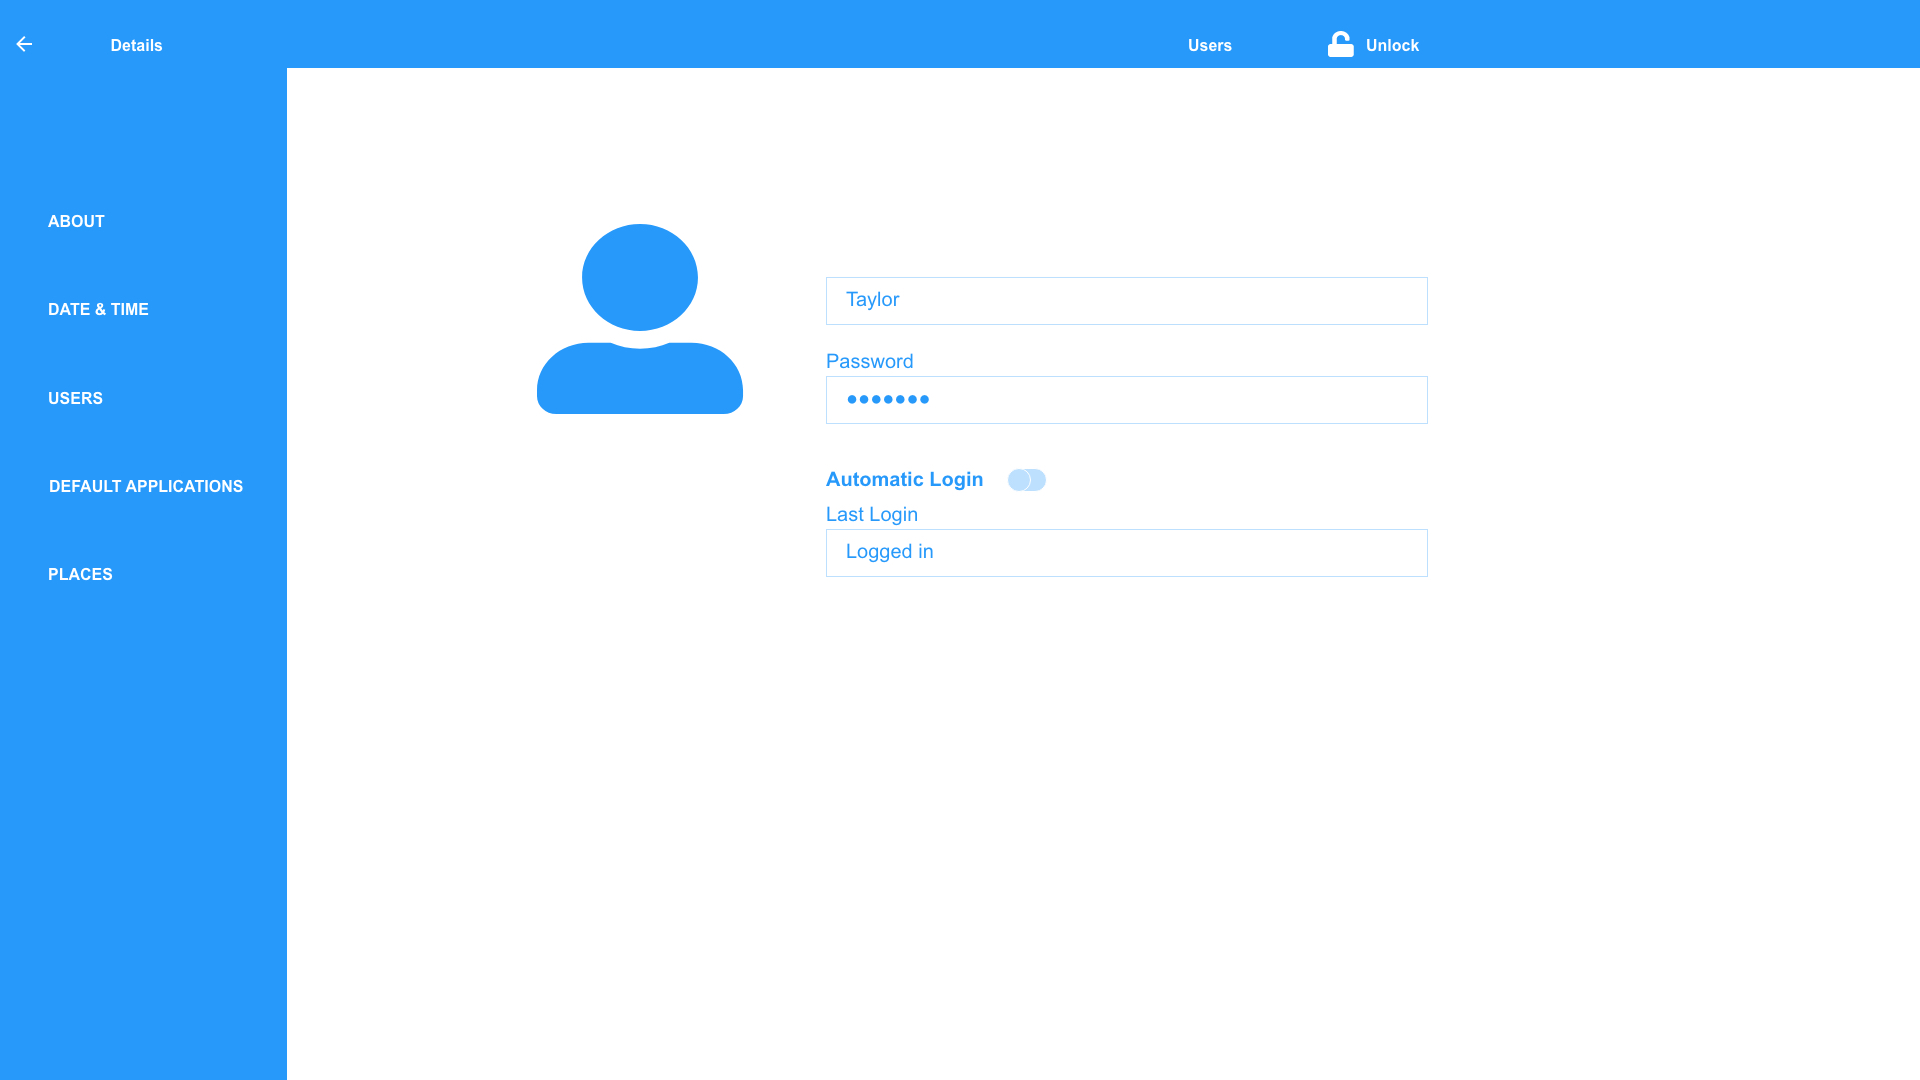 Details
Users
Unlock
ABOUT
DATE & TIME
USERS
DEFAULT APPLICATIONS
PLACES
Taylor
Password
●●●●●●●
Automatic Login
Last Login
Logged in